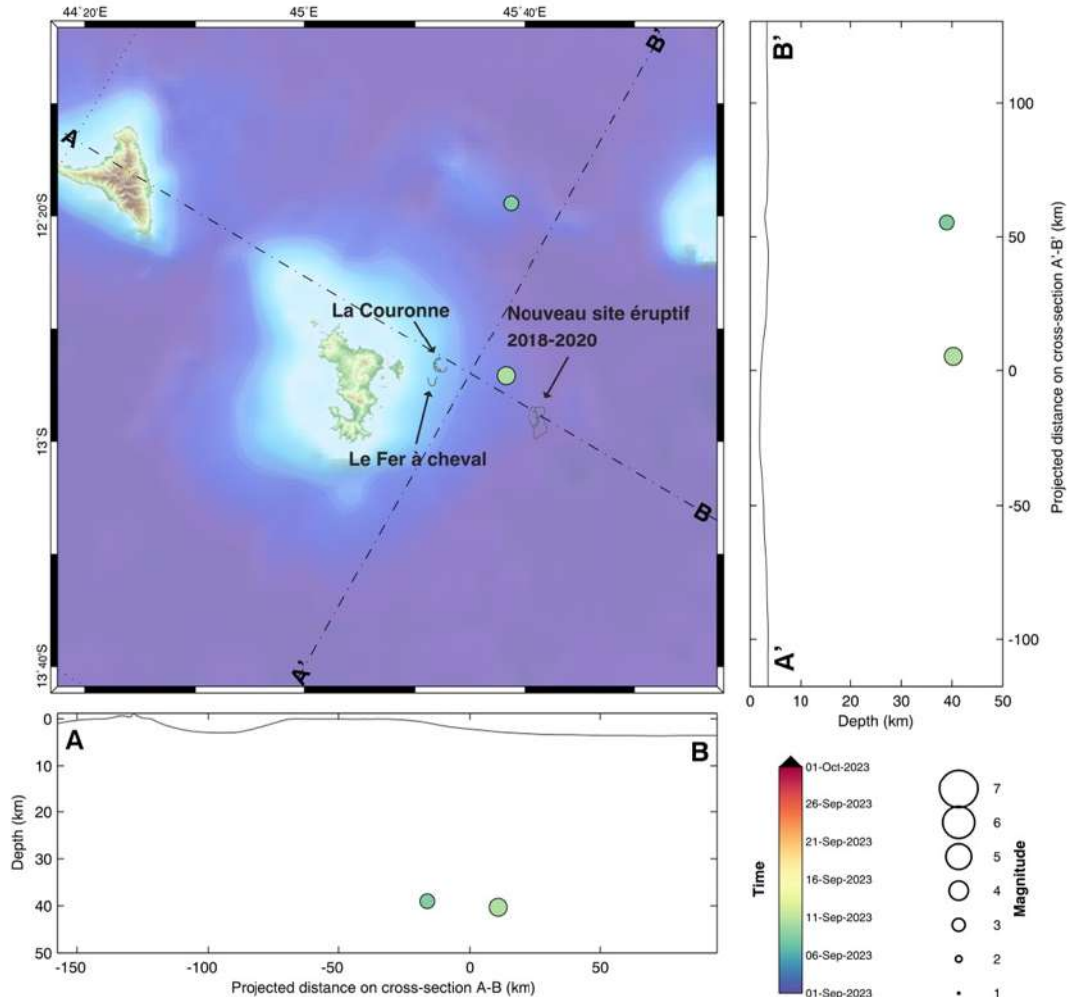 44˚20'E
45˚E
45˚40'E
12˚20'S
13˚S
13˚40'S
A
B'
La Couronne
Nouveau site éruptif
2018-2020
Le Fer à cheval
B
A'
B'
A'
100
50
0
-50
-100
Projected distance on cross-section A'-B' (km)
0 10 20 30 40 50
Depth (km)
A
B
0
10
20
30
40
50
Depth (km)
-150 -100 -50 0 50
Projected distance on cross-section A-B (km)
Time
01-Oct-2023
26-Sep-2023
21-Sep-2023
16-Sep-2023
11-Sep-2023
06-Sep-2023
01-Sep-2023
7
6
5
4
3
2
1
Magnitude